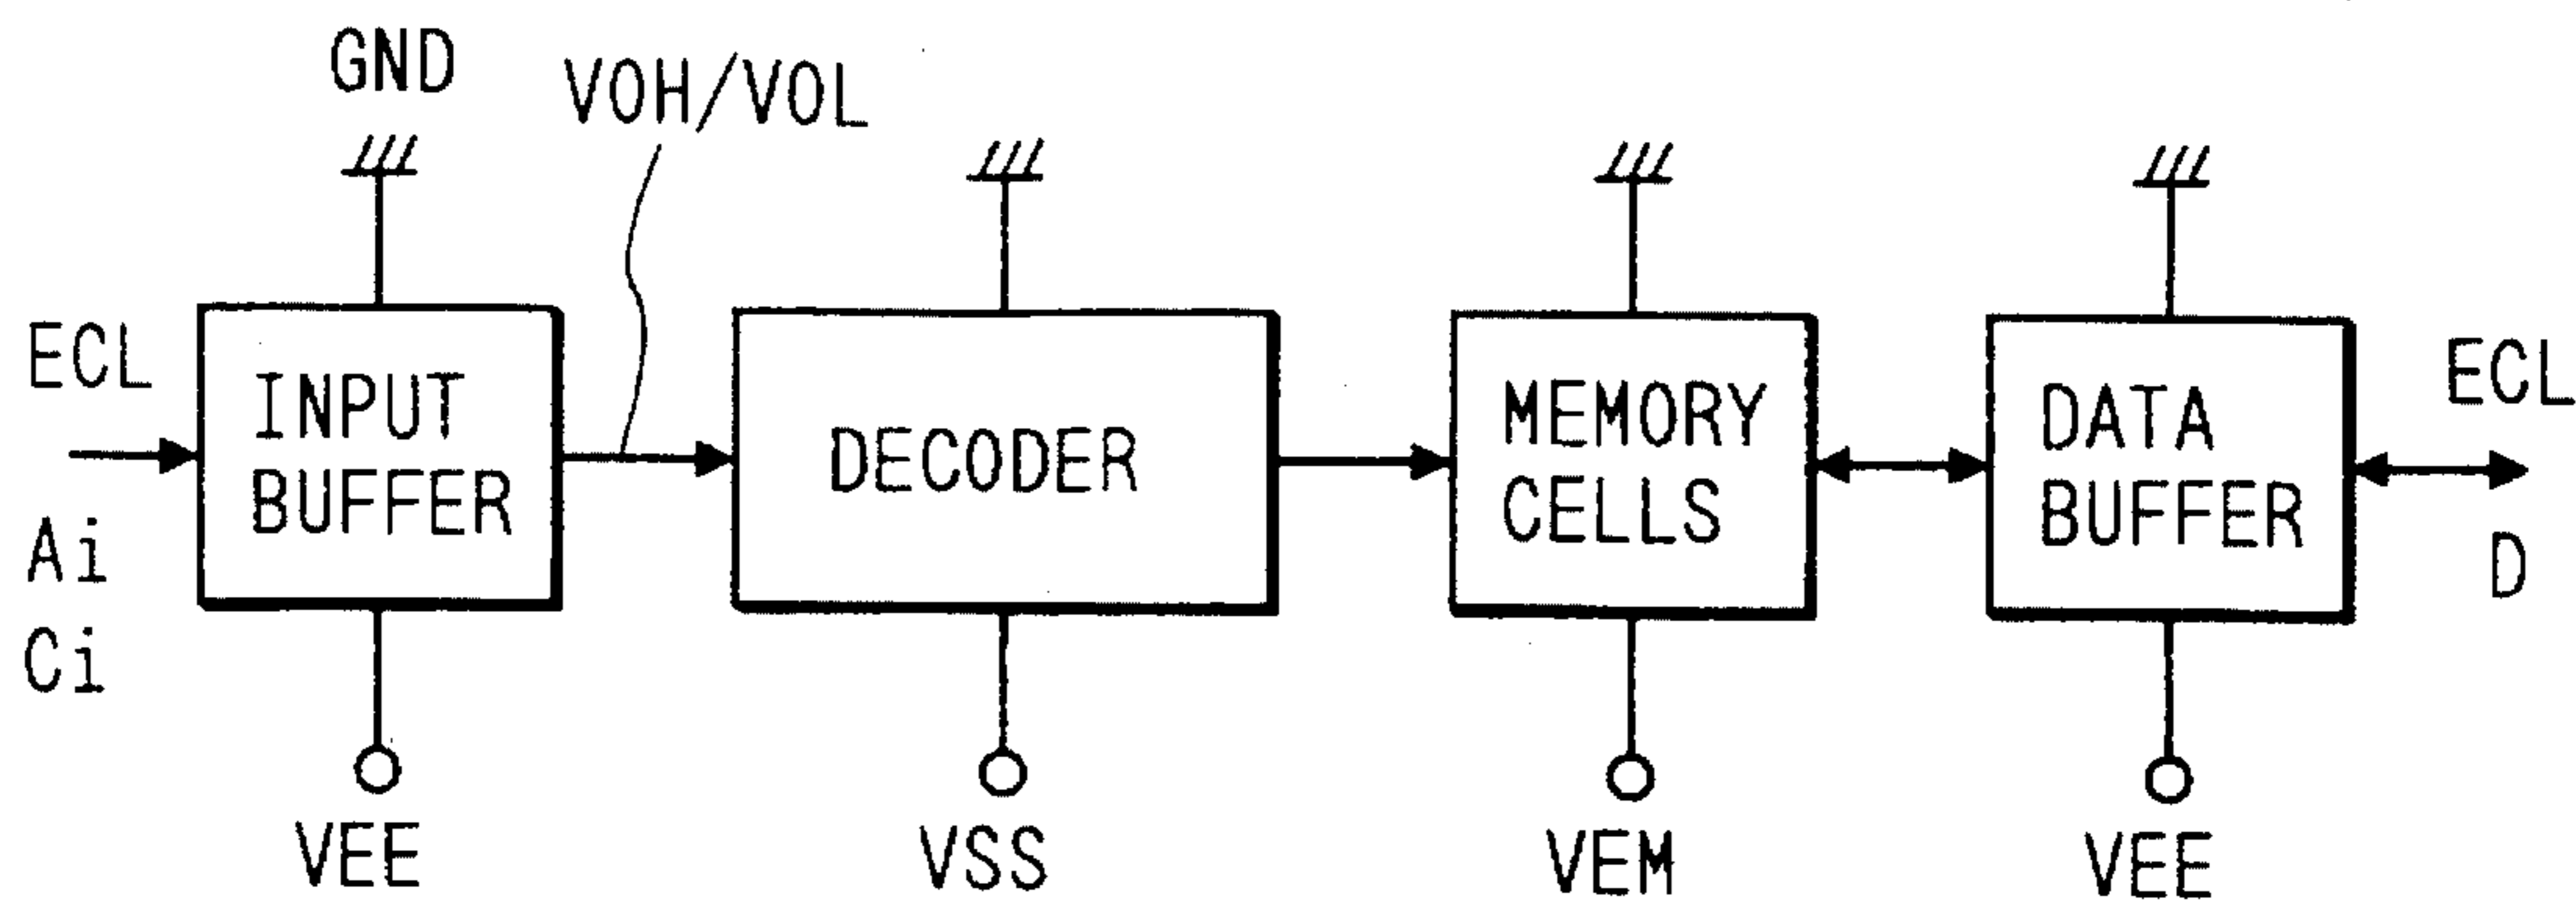 GND
VOH/VOL
ECL
INPUT
BUFFER
Ai
Ci
DECODER
MEMORY
CELLS
DATA
BUFFER
ECL
D
VEE
VSS
VEM
VEE